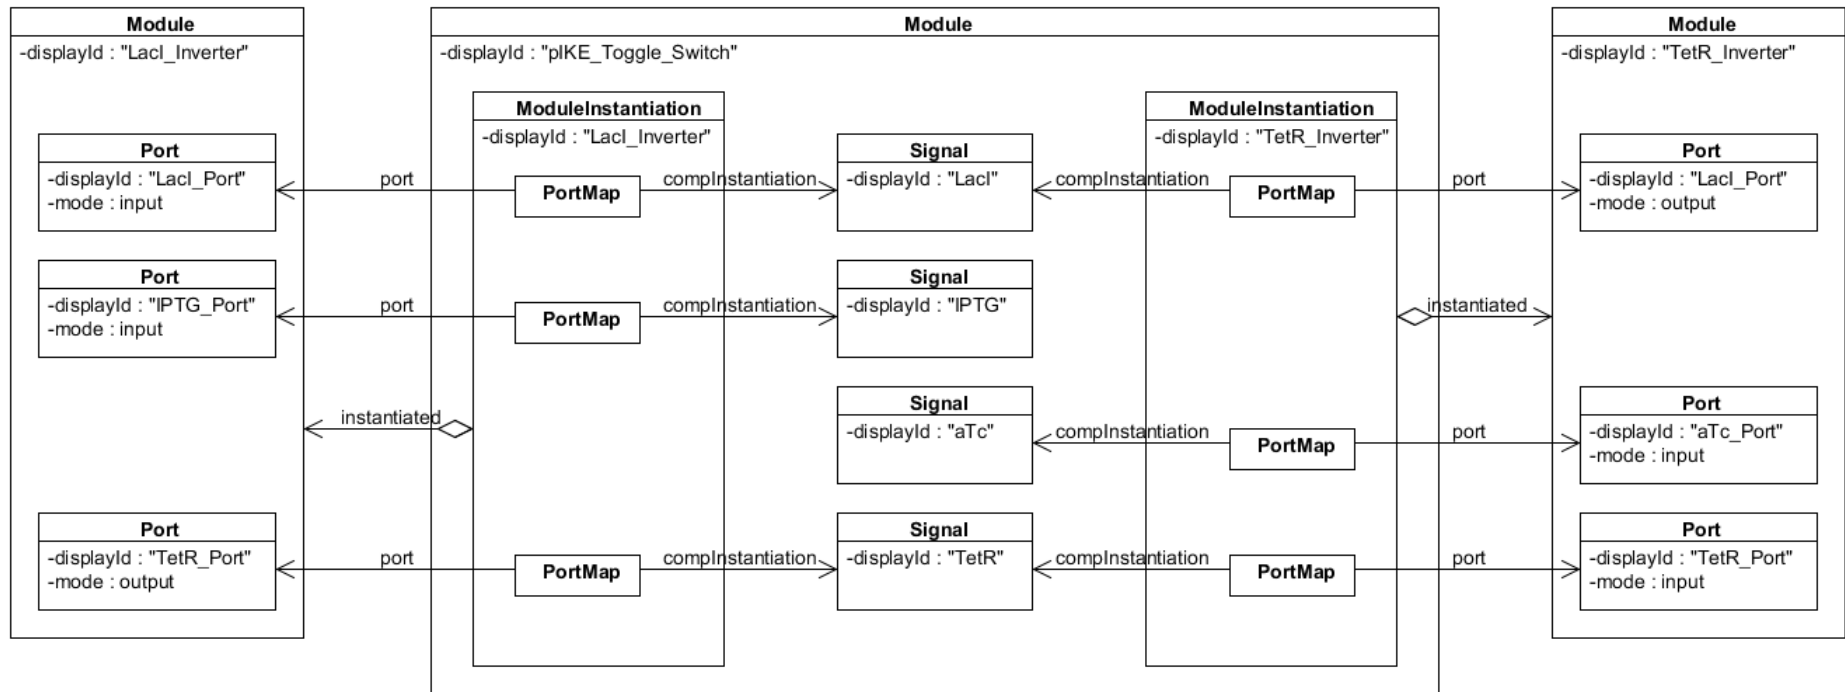 Module
-displayId : "LacI_Inverter"
Port
-displayId : "LacI_Port"
-mode : input
Port
-displayId : "IPTG_Port"
-mode : input
Port
-displayId : "TetR_Port"
-mode : output
port
port
instantiated
port
Module
-displayId : "pIKE_Toggle_Switch"
ModuleInstantiation
-displayId : "LacI_Inverter"
PortMap
PortMap
PortMap
compInstantiation
compInstantiation
compInstantiation
Signal
-displayId : "LacI"
Signal
-displayId : "IPTG"
Signal
-displayId : "aTc"
Signal
-displayId : "TetR"
compInstantiation
compInstantiation
compInstantiation
ModuleInstantiation
-displayId : "TetR_Inverter"
PortMap
PortMap
PortMap
port
instantiated
port
port
Module
-displayId : "TetR_Inverter"
Port
-displayId : "LacI_Port"
-mode : output
Port
-displayId : "aTc_Port"
-mode : input
Port
-displayId : "TetR_Port"
-mode : input